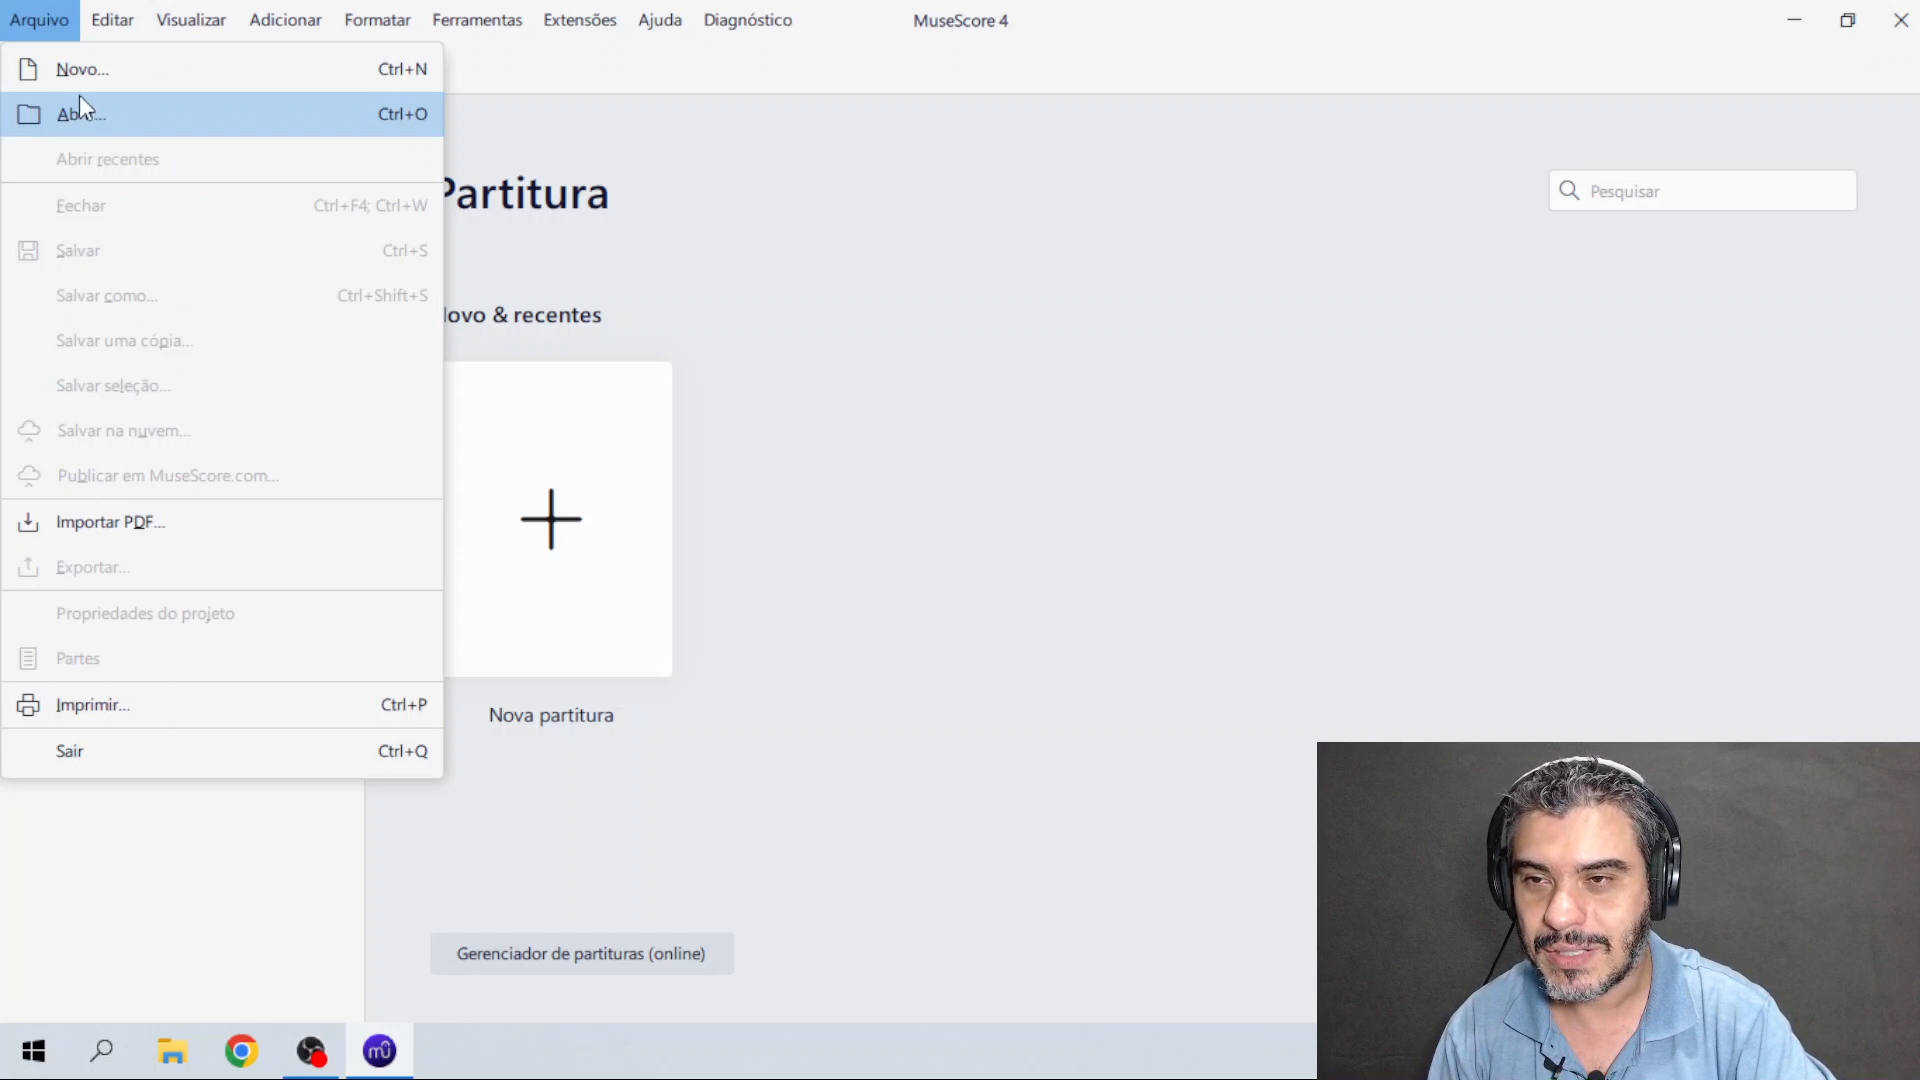 Arquivo Editar Visualizar Adicionar Formatar Ferramentas Extensões Ajuda Diagnóstico MuseScore 4
Novo... Ctrl+N
Ctrl+O
Abrir recentes
Fechar Ctrl+F4; Ctrl+W
Salvar Ctrl+S
Salvar como... Ctrl+Shift+S
Salvar uma cópia...
Salvar seleção...
Salvar na nuvem...
Publicar em MuseScore.com...
Importar PDF...
Exportar...
Propriedades do projeto
Partes
Imprimir... Ctrl+P
Sair Ctrl+Q
Partitura
Pesquisar
ovo & recentes
Nova partitura
Gerenciador de partituras (online)